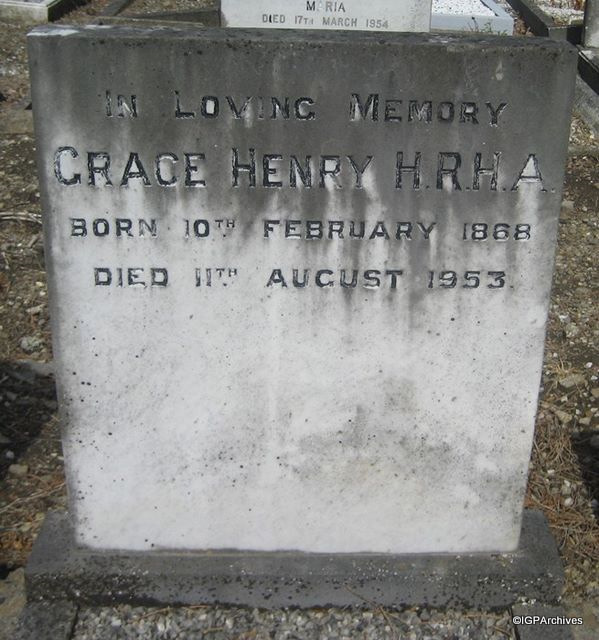 MARIA
DIED 17TH MARCH 1954
IN LOVING MEMORY
GRACE HENRY H.R.H.A.
BORN 10TH FEBRUARY 1868
DIED 11TH AUGUST 1953.
©IGPArchives